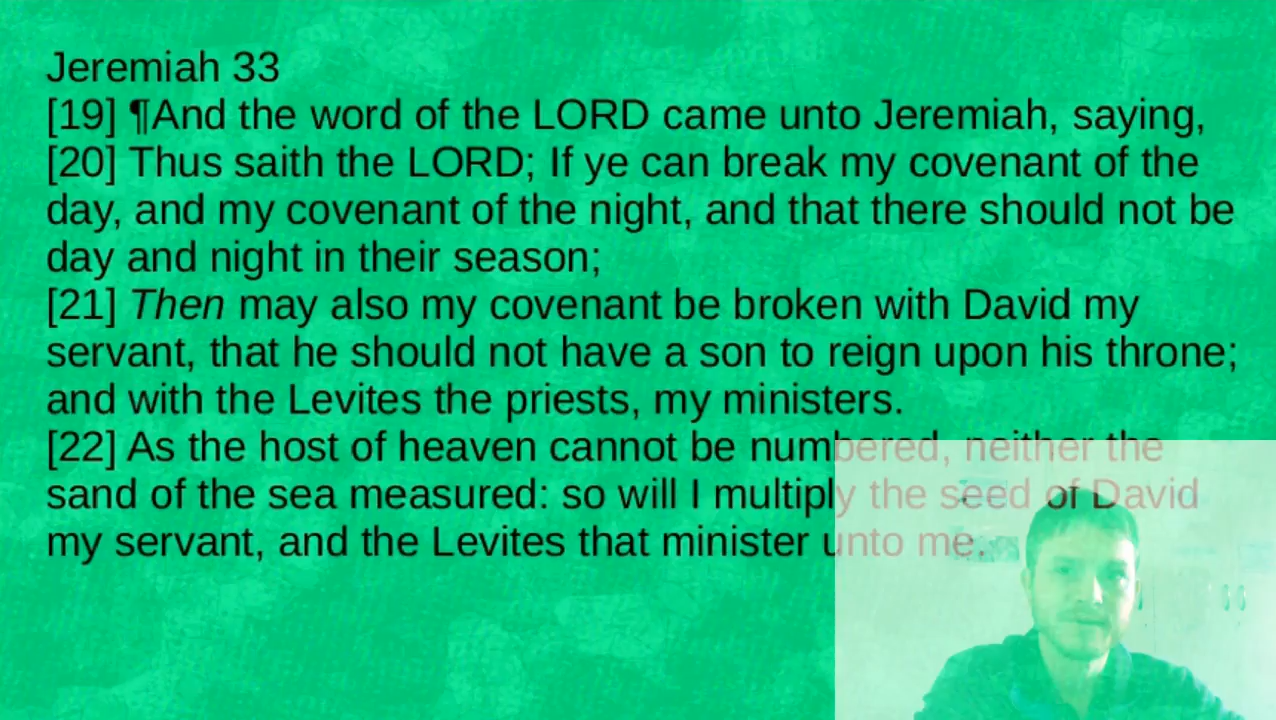 Jeremiah 33
[19] ¶And the word of the LORD came unto Jeremiah, saying,
[20] Thus saith the LORD; If ye can break my covenant of the
day, and my covenant of the night, and that there should not be
day and night in their season;
[21] Then may also my covenant be broken with David my
servant, that he should not have a son to reign upon his throne;
and with the Levites the priests, my ministers.
[22] As the host of heaven cannot be numbered, neither the
sand of the sea measured: so will I multiply the seed of David
my servant, and the Levites that minister unto me.